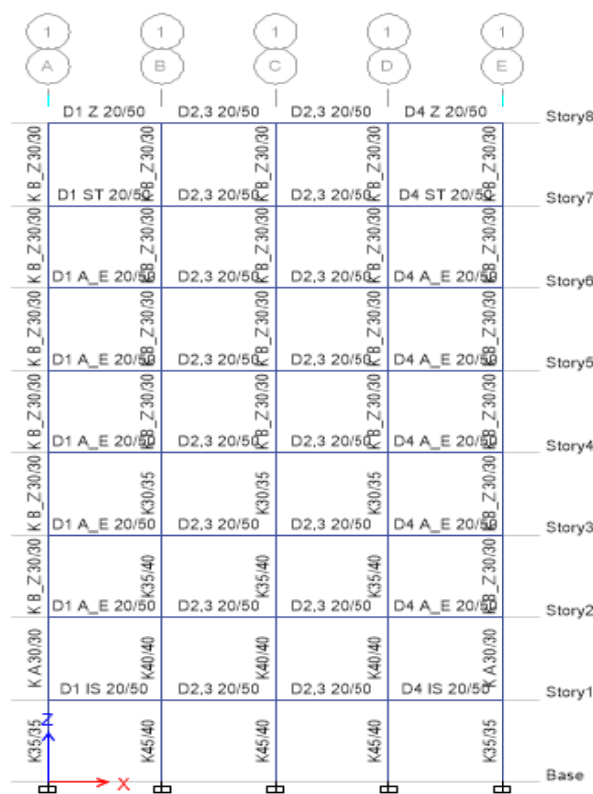 1 1 1 1 1
A B C D E
D1 Z 20/50 D2,3 20/50 D2,3 20/50 D4 Z 20/50 Story8
K B_Z30/30 K B_Z30/30 K B_Z30/30 K B_Z30/30 K B_Z30/30
D1 ST 20/50 D2,3 20/50 D2,3 20/50 D4 ST 20/50 Story7
K B_Z30/30 K B_Z30/30 K B_Z30/30 K B_Z30/30 K B_Z30/30
D1 A_E 20/50 D2,3 20/50 D2,3 20/50 D4 A_E 20/50 Story6
K B_Z30/30 K B_Z30/30 K B_Z30/30 K B_Z30/30 K B_Z30/30
D1 A_E 20/50 D2,3 20/50 D2,3 20/50 D4 A_E 20/50 Story5
K B_Z30/30 K B_Z30/30 K B_Z30/30 K B_Z30/30 K B_Z30/30
D1 A_E 20/50 D2,3 20/50 D2,3 20/50 D4 A_E 20/50 Story4
K B_Z30/30 K30/35 K30/35 K30/35 K B_Z30/30
D1 A_E 20/50 D2,3 20/50 D2,3 20/50 D4 A_E 20/50 Story3
K B_Z30/30 K35/40 K35/40 K35/40 K B_Z30/30
D1 A_E 20/50 D2,3 20/50 D2,3 20/50 D4 A_E 20/50 Story2
K A30/30 K40/40 K40/40 K40/40 K A30/30
D1 IS 20/50 D2,3 20/50 D2,3 20/50 D4 IS 20/50 Story1
K35/35 K45/40 K45/40 K45/40 K35/35
Z
X
Base